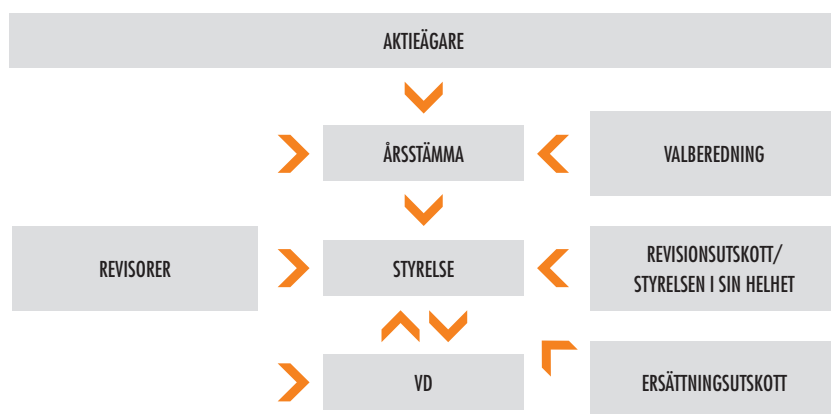 AKTIEÄGARE
ÅRSSTÄMMA
VALBEREDNING
REVISORER
STYRELSE
REVISIONSUTSKOTT/
STYRELSEN I SIN HELHET
VD
ERSÄTTNINGSUTSKOTT